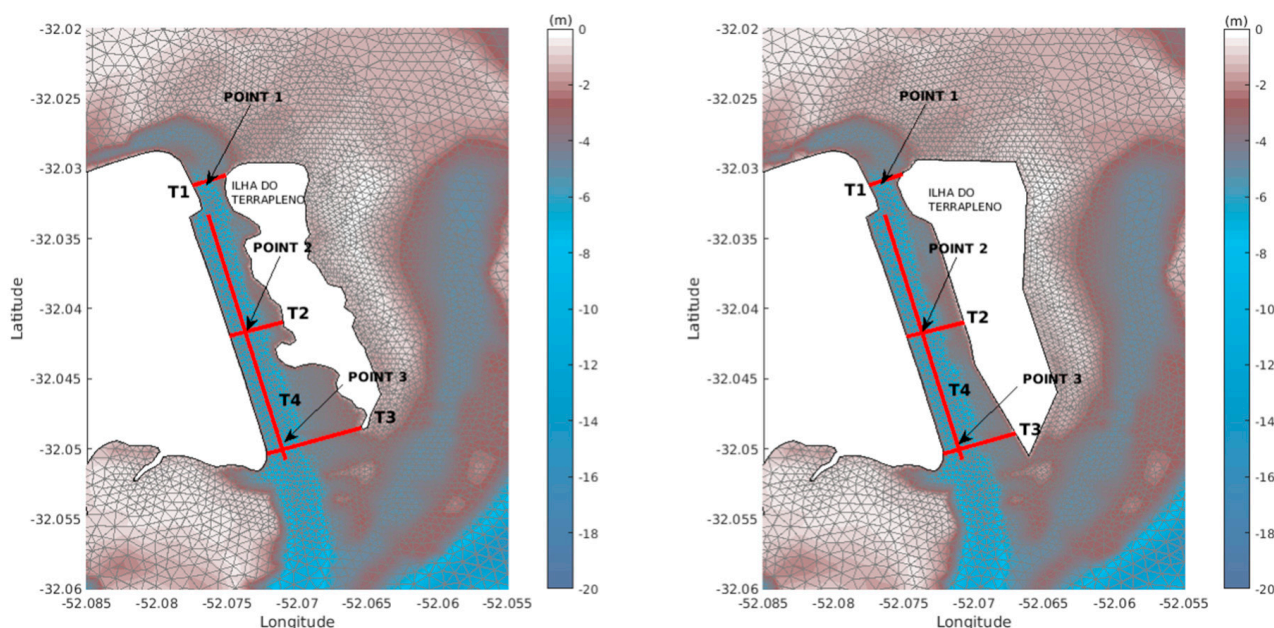 (m)
-32.02
0
-2
-32.025
POINT 1
-4
-32.03
T1
ILHA DO
TERRAPLENO
-6
-32.035
-8
POINT 2
Latitude
-32.04
-10
T2
-12
-32.045
POINT 3
T4
T3
-14
-32.05
-16
-32.055
-18
-32.06
-20
-52.085 -52.08 -52.075 -52.07 -52.065 -52.06 -52.055
Longitude
(m)
-32.02
0
-2
-32.025
POINT 1
-4
-32.03
T1
ILHA DO
TERRAPLENO
-6
-32.035
-8
POINT 2
Latitude
-32.04
-10
T2
-12
-32.045
POINT 3
T4
T3
-14
-32.05
-16
-32.055
-18
-32.06
-20
-52.085 -52.08 -52.075 -52.07 -52.065 -52.06 -52.055
Longitude